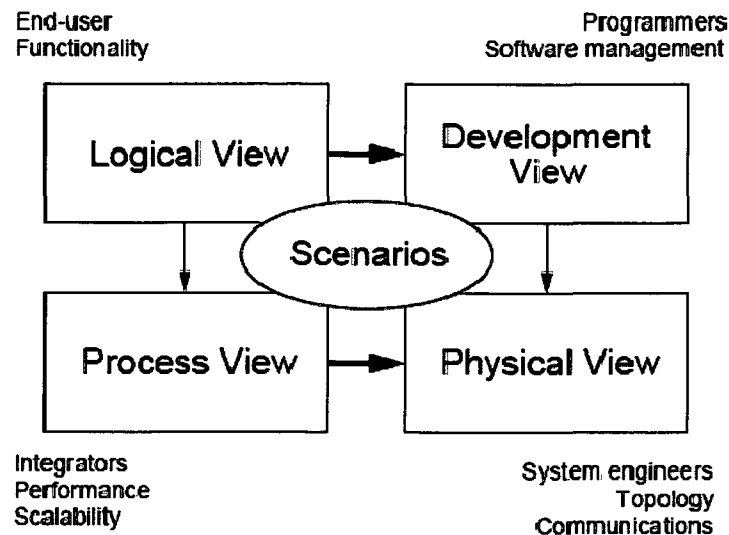 End-user
Functionality
Programmers
Software management
Logical View
Development
View
Scenarios
Process View
Physical View
Integrators
Performance
Scalability
System engineers
Topology
Communications